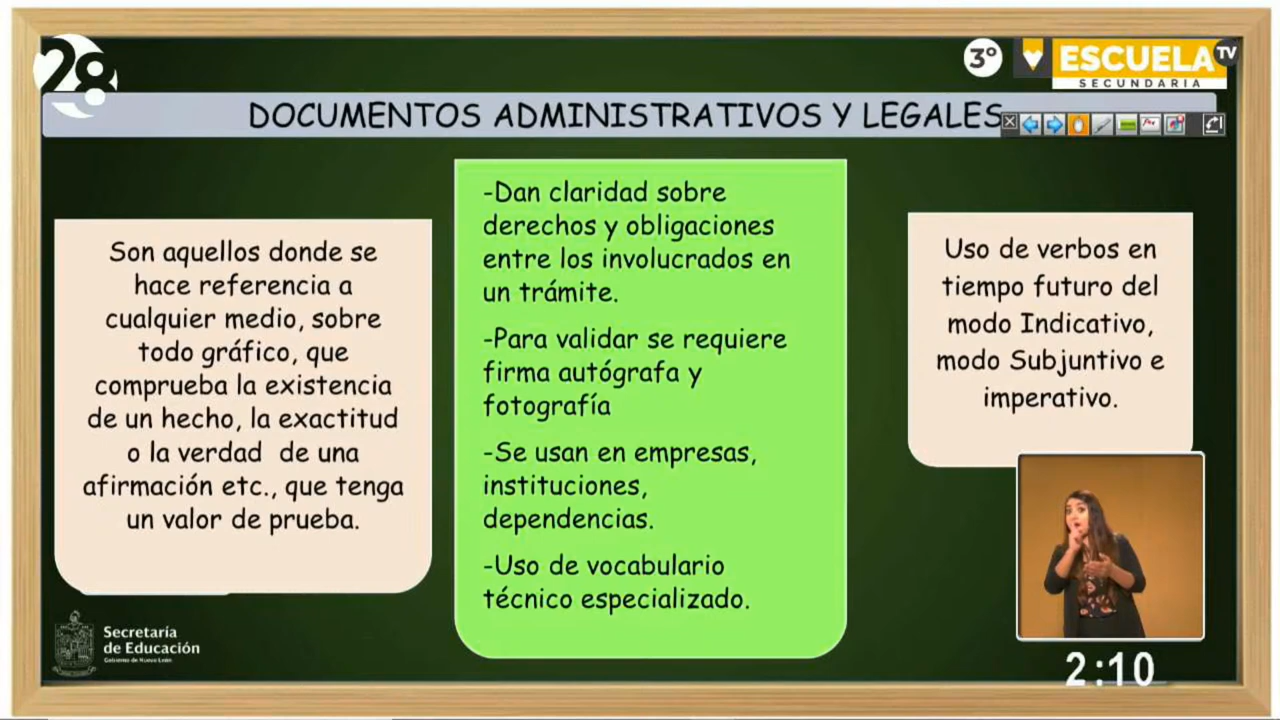 28
3°
ESCUELA TV
SECUNDARIA
DOCUMENTOS ADMINISTRATIVOS Y LEGALES
Son aquellos donde se
hace referencia a
cualquier medio, sobre
todo gráfico, que
comprueba la existencia
de un hecho, la exactitud
o la verdad de una
afirmación etc., que tenga
un valor de prueba.
-Dan claridad sobre
derechos y obligaciones
entre los involucrados en
un trámite.
-Para validar se requiere
firma autógrafa y
fotografía
-Se usan en empresas,
instituciones,
dependencias.
-Uso de vocabulario
técnico especializado.
Uso de verbos en
tiempo futuro del
modo Indicativo,
modo Subjuntivo e
imperativo.
Secretaría
de Educación
Gobierno de Nuevo León
2:10